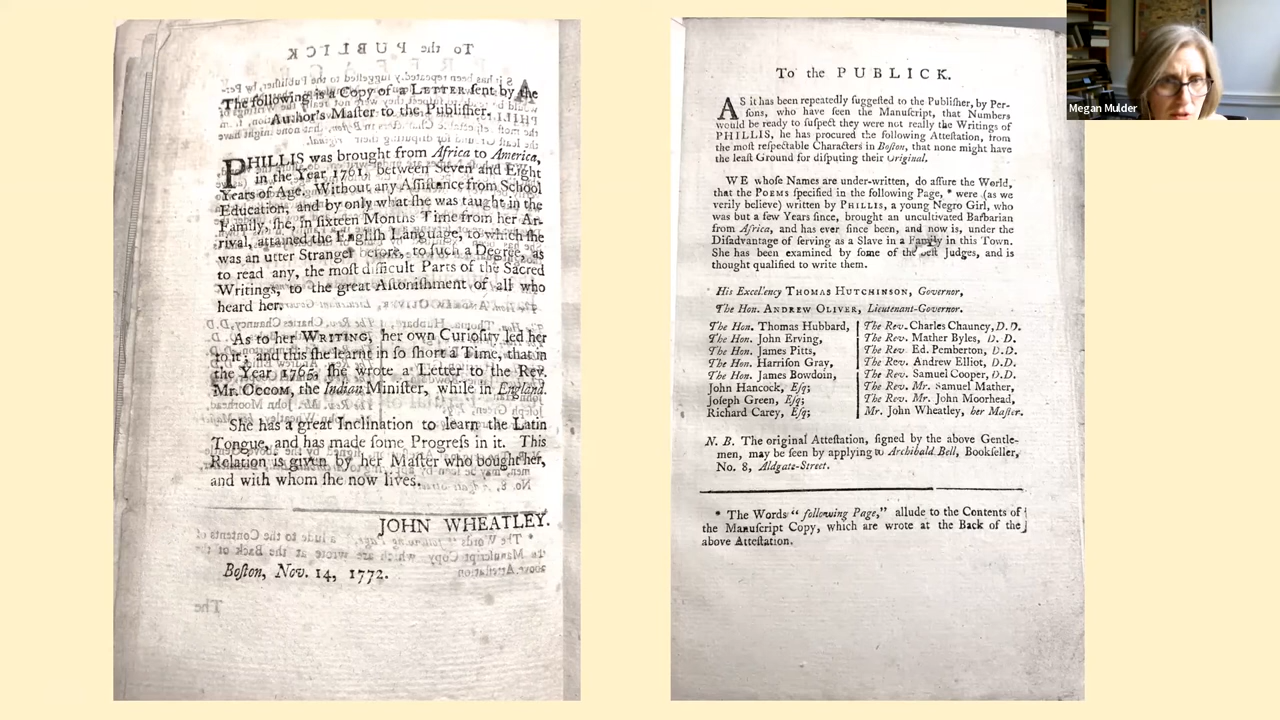 The following is a Copy of a LETTER sent by the
Author's Master to the Publisher.
PHILLIS was brought from Africa to America,
in the Year 1761, between Seven and Eight
Years of Age. Without any Assistance from School
Education, and by only what she was taught in the
Family, she, in sixteen Months Time from her Ar-
rival, attained the English Language, to which she
was an utter Stranger before, to such a Degree, as
to read any, the most difficult Parts of the Sacred
Writings, to the great Astonishment of all who
heard her.
As to her WRITING, her own Curiosity led her
to it; and this she learnt in so short a Time, that in
the Year 1765, she wrote a Letter to the Rev.
Mr. OCCOM, the Indian Minister, while in England.
She has a great Inclination to learn the Latin
Tongue, and has made some Progress in it. This
Relation is given by her Master who bought her,
and with whom she now lives.
JOHN WHEATLEY.
Boston, Nov. 14, 1772.
To the PUBLICK.
AS it has been repeatedly suggested to the Publisher, by Per-
sons, who have seen the Manuscript, that Numbers
would be ready to suspect they were not really the Writings of
PHILLIS, he has procured the following Attestation, from
the most respectable Characters in Boston, that none might have
the least Ground for disputing their Original.
WE whose Names are under-written, do assure the World,
that the POEMS specified in the following Page, * were (as we
verily believe) written by PHILLIS, a young Negro Girl, who
was but a few Years since, brought an uncultivated Barbarian
from Africa, and has ever since been, and now is, under the
Disadvantage of serving as a Slave in a Family in this Town.
She has been examined by some of the best Judges, and is
thought qualified to write them.
His Excellency THOMAS HUTCHINSON, Governor,
The Hon. ANDREW OLIVER, Lieutenant-Governor.
The Hon. Thomas Hubbard,
The Hon. John Erving,
The Hon. James Pitts,
The Hon. Harrison Gray,
The Hon. James Bowdoin,
John Hancock, Esq;
Joseph Green, Esq;
Richard Carey, Esq;
The Rev. Charles Chauncy, D.D.
The Rev. Mather Byles, D. D.
The Rev. Ed. Pemberton, D.D.
The Rev. Andrew Elliot, D.D.
The Rev. Samuel Cooper, D.D.
The Rev. Mr. Samuel Mather,
The Rev. Mr. John Moorhead,
Mr. John Wheatley, her Master.
N. B. The original Attestation, signed by the above Gentle-
men, may be seen by applying to Archibald Bell, Bookseller,
No. 8, Aldgate-Street.
* The Words "following Page," allude to the Contents of
the Manuscript Copy, which are wrote at the Back of the
above Attestation.
Megan Mulder